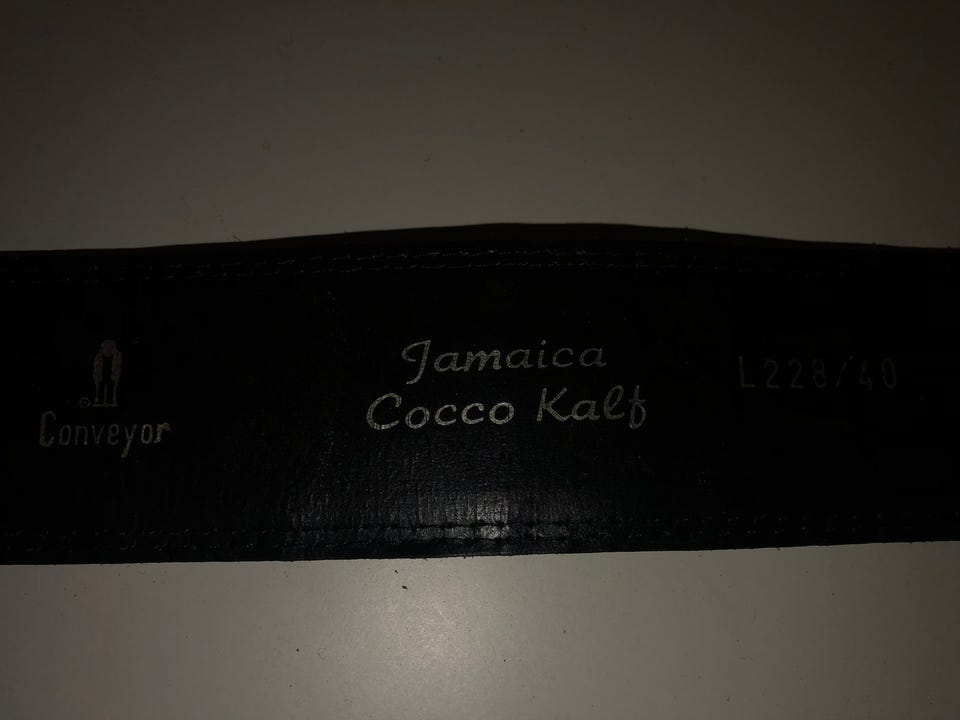 Jamaica
Cocco Kalf
L228/40
® Conveyor